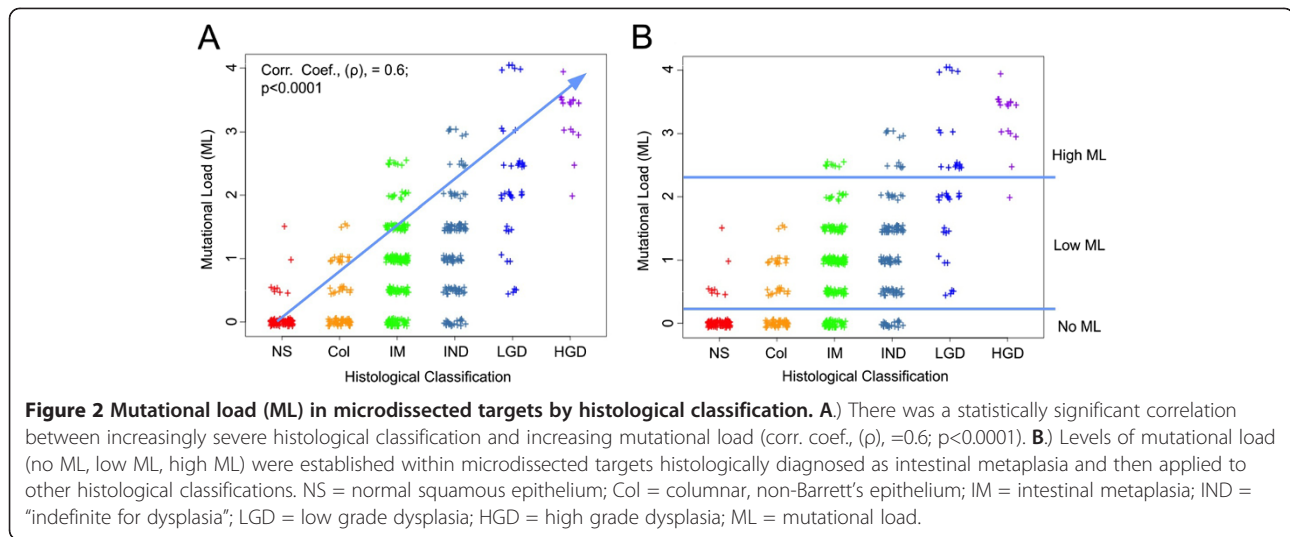 A
Corr. Coef., (ρ), = 0.6;
p<0.0001
Mutational Load (ML)
4
3
2
1
0
NS Col IM IND LGD HGD
Histological Classification
B
Mutational Load (ML)
4
3
2
1
0
High ML
Low ML
No ML
NS Col IM IND LGD HGD
Histological Classification
Figure 2 Mutational load (ML) in microdissected targets by histological classification. A.) There was a statistically significant correlation
between increasingly severe histological classification and increasing mutational load (corr. coef., (ρ), =0.6; p<0.0001). B.) Levels of mutational load
(no ML, low ML, high ML) were established within microdissected targets histologically diagnosed as intestinal metaplasia and then applied to
other histological classifications. NS = normal squamous epithelium; Col = columnar, non-Barrett's epithelium; IM = intestinal metaplasia; IND =
“indefinite for dysplasia”; LGD = low grade dysplasia; HGD = high grade dysplasia; ML = mutational load.